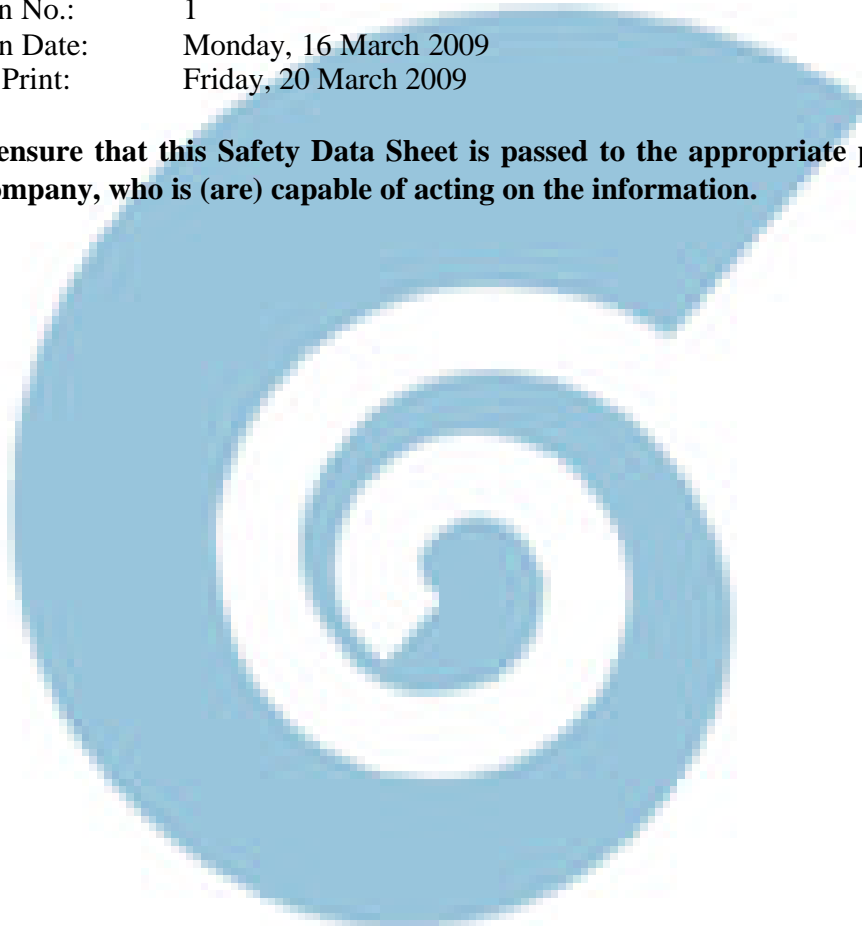 n No.: 1
n Date: Monday, 16 March 2009
Print: Friday, 20 March 2009
ensure that this Safety Data Sheet is passed to the appropriate p
ompany, who is (are) capable of acting on the information.